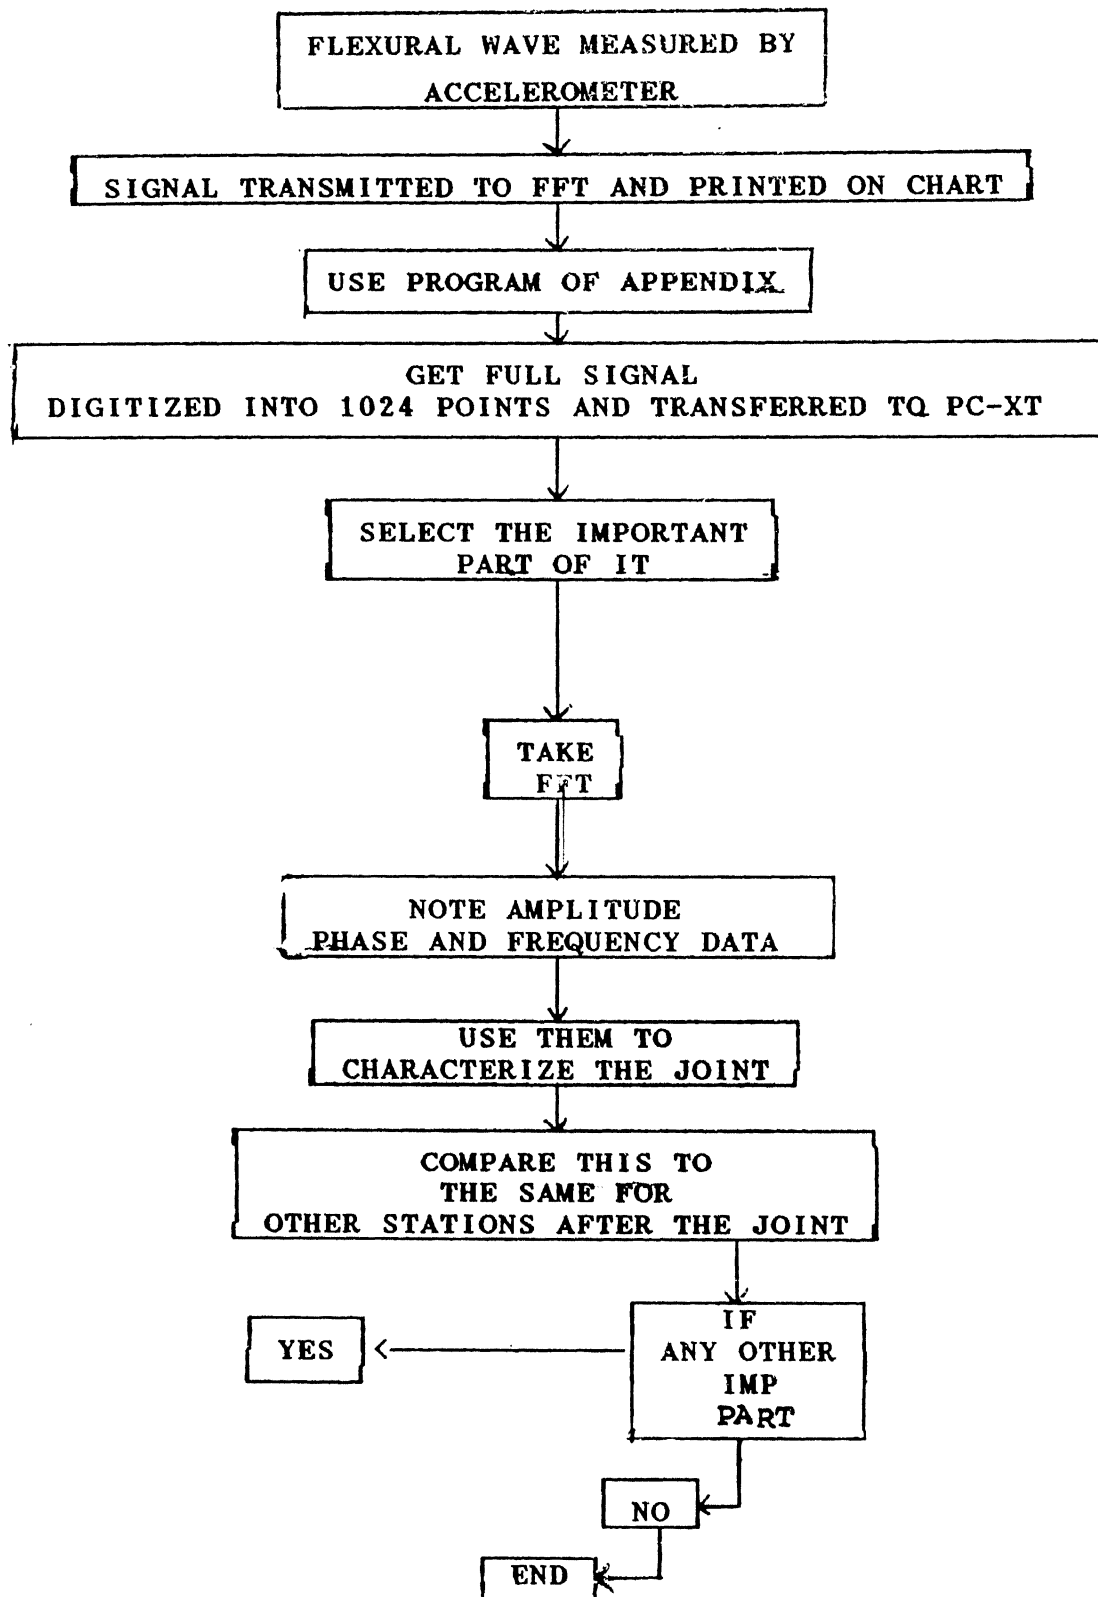 FLEXURAL WAVE MEASURED BY
ACCELEROMETER
SIGNAL TRANSMITTED TO FFT AND PRINTED ON CHART
USE PROGRAM OF APPENDIX
GET FULL SIGNAL
DIGITIZED INTO 1024 POINTS AND TRANSFERRED TO PC-XT
SELECT THE IMPORTANT
PART OF IT
TAKE
FFT
NOTE AMPLITUDE
PHASE AND FREQUENCY DATA
USE THEM TO
CHARACTERIZE THE JOINT
COMPARE THIS TO
THE SAME FOR
OTHER STATIONS AFTER THE JOINT
IF
ANY OTHER
IMP
PART
YES
NO
END